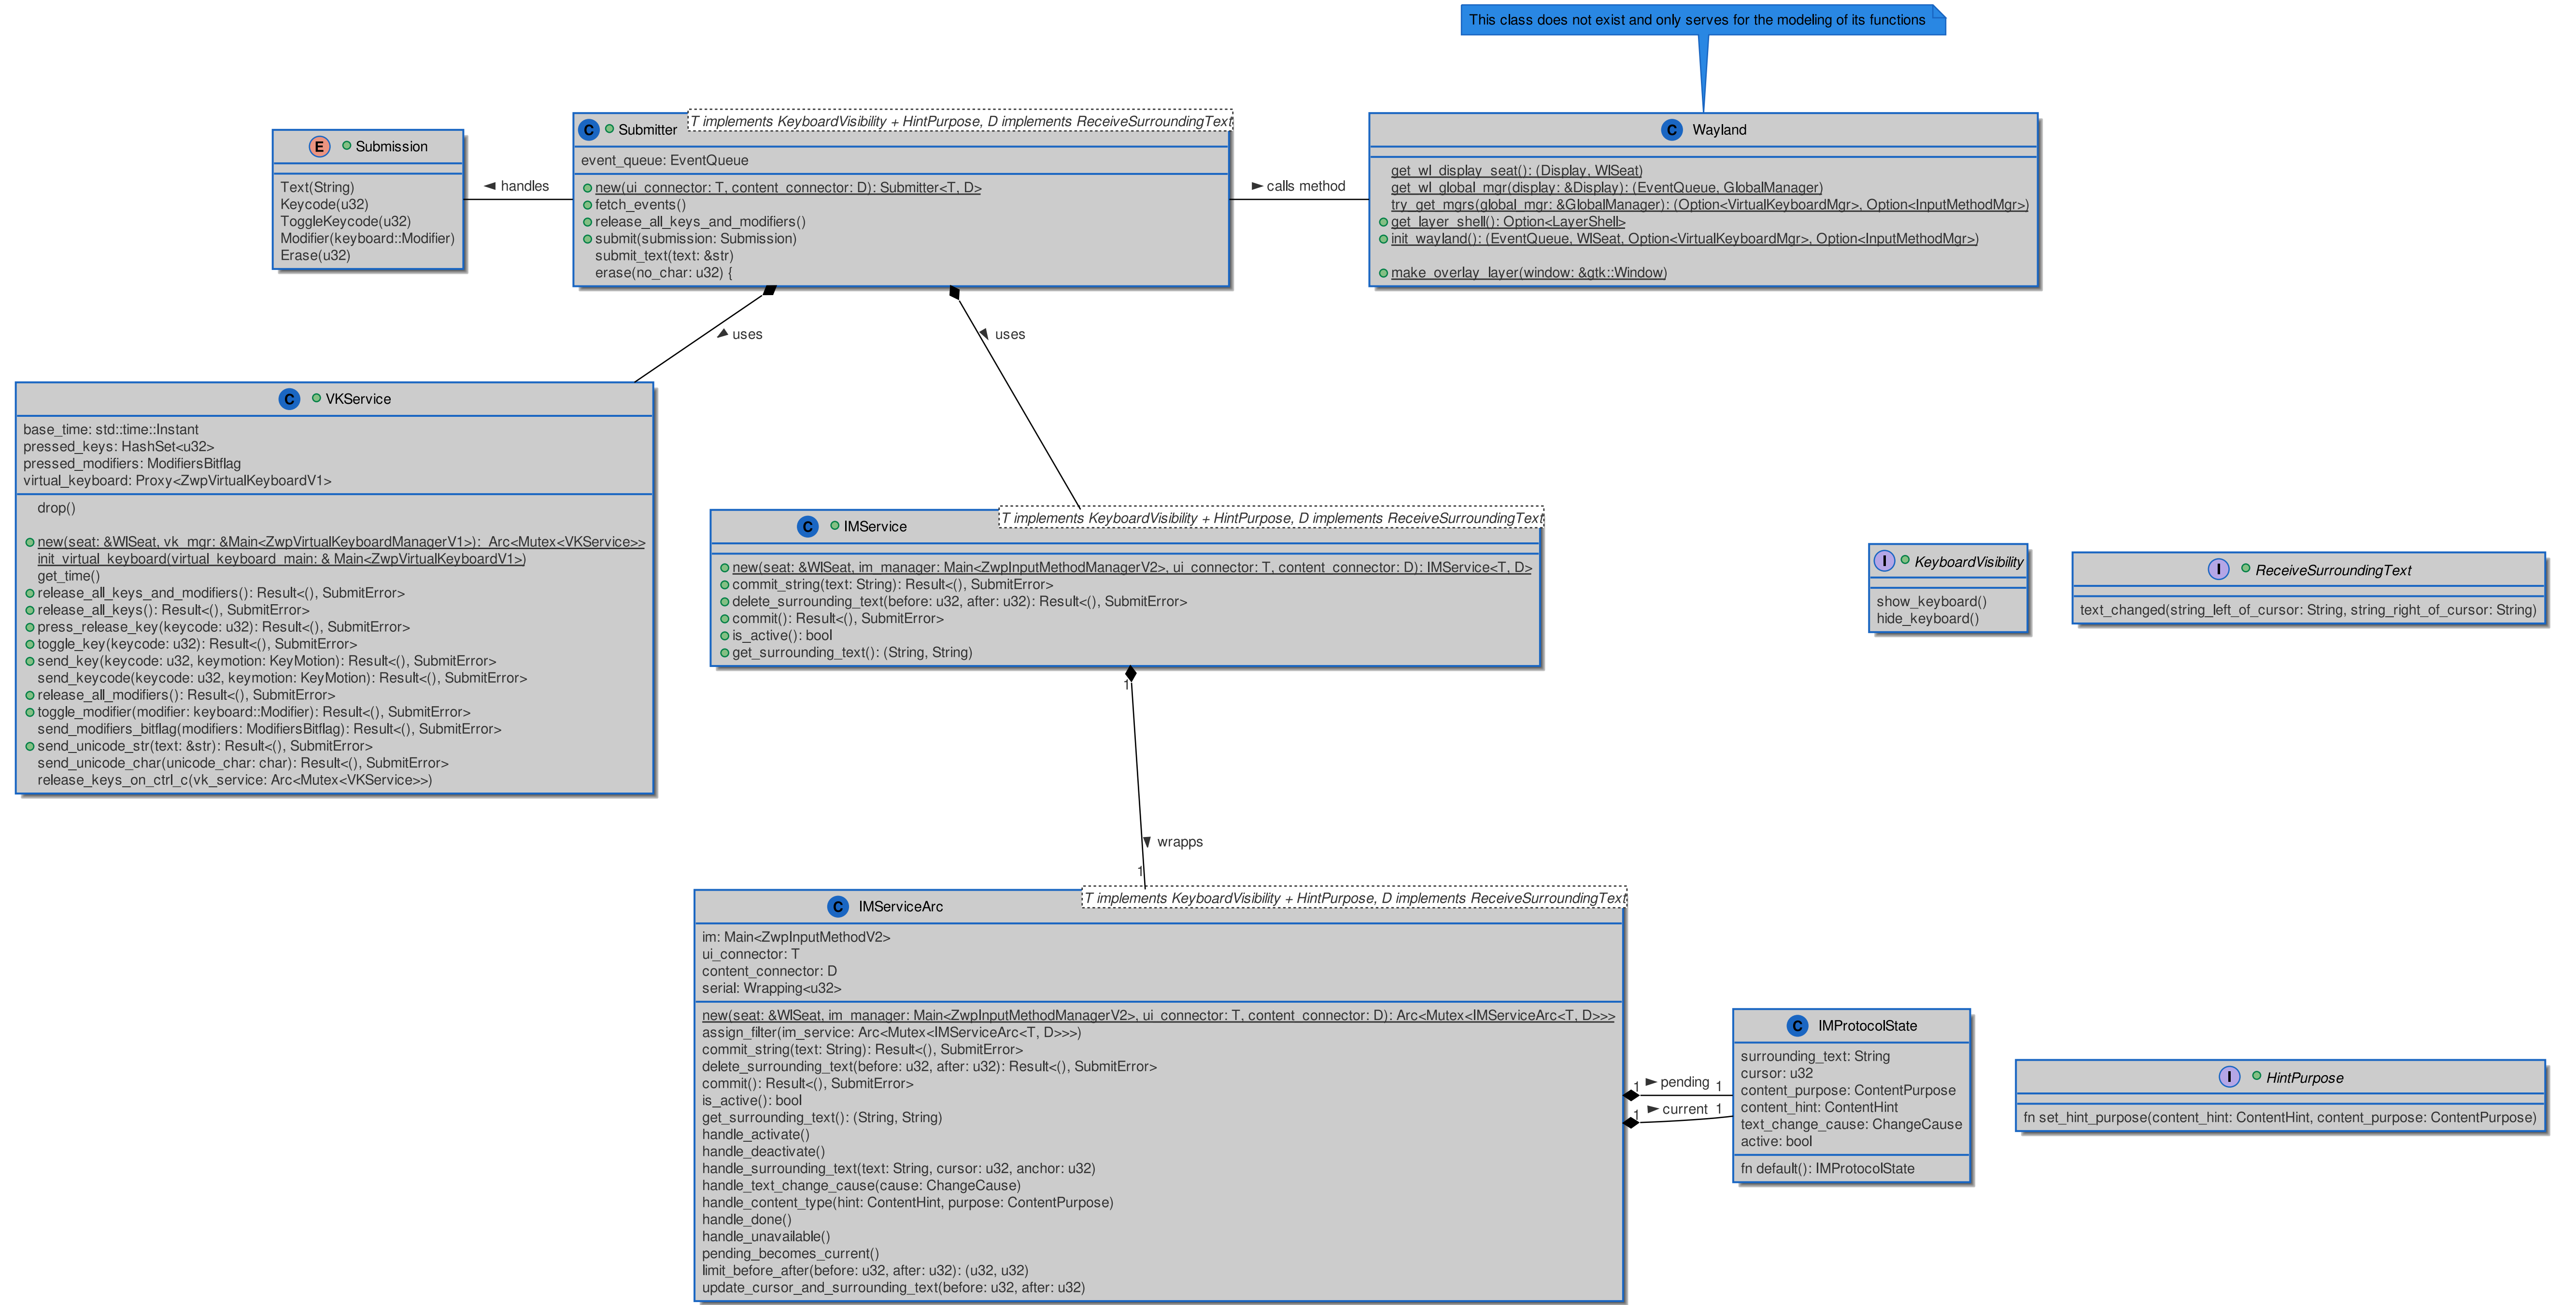 This class does not exist and only serves for the modeling of its functions
E Submission
Text(String)
Keycode(u32)
ToggleKeycode(u32)
Modifier(keyboard::Modifier)
Erase(u32)
handles
C Submitter
T implements KeyboardVisibility + HintPurpose, D implements ReceiveSurroundingText
event_queue: EventQueue
new(ui_connector: T, content_connector: D): Submitter<T, D>
fetch_events()
release_all_keys_and_modifiers()
submit(submission: Submission)
submit_text(text: &str)
erase(no_char: u32) {
calls method
C Wayland
get_wl_display_seat(): (Display, WlSeat)
get_wl_global_mgr(display: &Display): (EventQueue, GlobalManager)
try_get_mgrs(global_mgr: &GlobalManager): (Option<VirtualKeyboardMgr>, Option<InputMethodMgr>)
get_layer_shell(): Option<LayerShell>
init_wayland(): (EventQueue, WlSeat, Option<VirtualKeyboardMgr>, Option<InputMethodMgr>)
make_overlay_layer(window: &gtk::Window)
uses
uses
C VKService
base_time: std::time::Instant
pressed_keys: HashSet<u32>
pressed_modifiers: ModifiersBitflag
virtual_keyboard: Proxy<ZwpVirtualKeyboardV1>
drop()
new(seat: &WlSeat, vk_mgr: &Main<ZwpVirtualKeyboardManagerV1>): Arc<Mutex<VKService>>
init_virtual_keyboard(virtual_keyboard_main: & Main<ZwpVirtualKeyboardV1>)
get_time()
release_all_keys_and_modifiers(): Result<(), SubmitError>
release_all_keys(): Result<(), SubmitError>
press_release_key(keycode: u32): Result<(), SubmitError>
toggle_key(keycode: u32): Result<(), SubmitError>
send_key(keycode: u32, keymotion: KeyMotion): Result<(), SubmitError>
send_keycode(keycode: u32, keymotion: KeyMotion): Result<(), SubmitError>
release_all_modifiers(): Result<(), SubmitError>
toggle_modifier(modifier: keyboard::Modifier): Result<(), SubmitError>
send_modifiers_bitflag(modifiers: ModifiersBitflag): Result<(), SubmitError>
send_unicode_str(text: &str): Result<(), SubmitError>
send_unicode_char(unicode_char: char): Result<(), SubmitError>
release_keys_on_ctrl_c(vk_service: Arc<Mutex<VKService>>)
C IMService
T implements KeyboardVisibility + HintPurpose, D implements ReceiveSurroundingText
new(seat: &WlSeat, im_manager: Main<ZwpInputMethodManagerV2>, ui_connector: T, content_connector: D): IMService<T, D>
commit_string(text: String): Result<(), SubmitError>
delete_surrounding_text(before: u32, after: u32): Result<(), SubmitError>
commit(): Result<(), SubmitError>
is_active(): bool
get_surrounding_text(): (String, String)
I KeyboardVisibility
show_keyboard()
hide_keyboard()
I ReceiveSurroundingText
text_changed(string_left_of_cursor: String, string_right_of_cursor: String)
1
wrapps
1
C IMServiceArc
T implements KeyboardVisibility + HintPurpose, D implements ReceiveSurroundingText
im: Main<ZwpInputMethodV2>
ui_connector: T
content_connector: D
serial: Wrapping<u32>
new(seat: &WlSeat, im_manager: Main<ZwpInputMethodManagerV2>, ui_connector: T, content_connector: D): Arc<Mutex<IMServiceArc<T, D>>>
assign_filter(im_service: Arc<Mutex<IMServiceArc<T, D>>>)
commit_string(text: String): Result<(), SubmitError>
delete_surrounding_text(before: u32, after: u32): Result<(), SubmitError>
commit(): Result<(), SubmitError>
is_active(): bool
get_surrounding_text(): (String, String)
handle_activate()
handle_deactivate()
handle_surrounding_text(text: String, cursor: u32, anchor: u32)
handle_text_change_cause(cause: ChangeCause)
handle_content_type(hint: ContentHint, purpose: ContentPurpose)
handle_done()
handle_unavailable()
pending_becomes_current()
limit_before_after(before: u32, after: u32): (u32, u32)
update_cursor_and_surrounding_text(before: u32, after: u32)
1 pending 1
1 current 1
C IMProtocolState
surrounding_text: String
cursor: u32
content_purpose: ContentPurpose
content_hint: ContentHint
text_change_cause: ChangeCause
active: bool
fn default(): IMProtocolState
I HintPurpose
fn set_hint_purpose(content_hint: ContentHint, content_purpose: ContentPurpose)